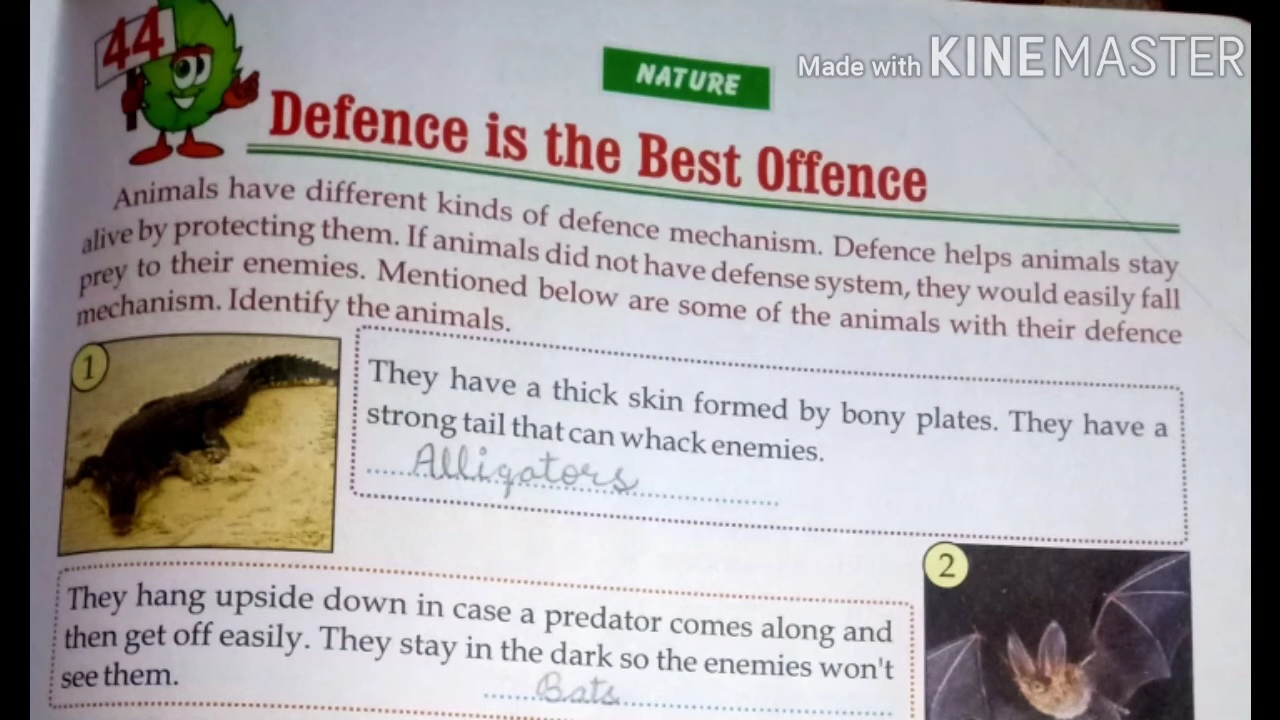 Made with KINEMASTER
44
NATURE
Defence is the Best Offence
Animals have different kinds of defence mechanism. Defence helps animals stay
alive by protecting them. If animals did not have defense system, they would easily fall
prey to their enemies. Mentioned below are some of the animals with their defence
mechanism. Identify the animals.
1
They have a thick skin formed by bony plates. They have a
strong tail that can whack enemies.
Alligators
2
They hang upside down in case a predator comes along and
then get off easily. They stay in the dark so the enemies won't
see them.
Bats